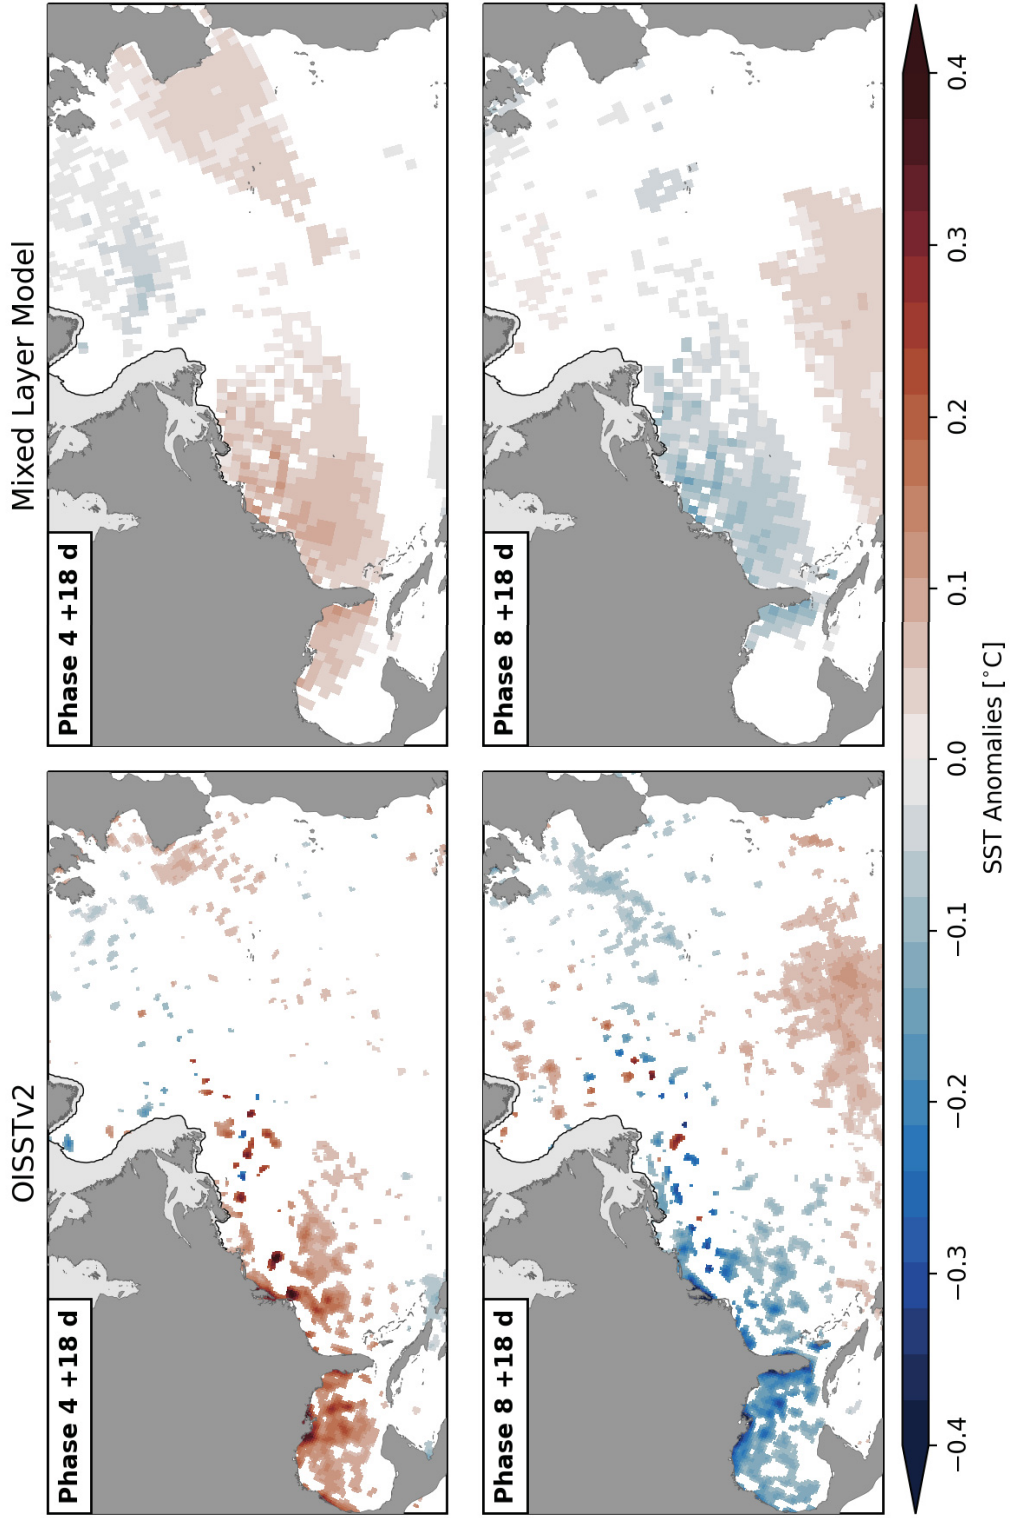 OISSTv2
Mixed Layer Model
Phase 4 +18 d
Phase 4 +18 d
Phase 8 +18 d
Phase 8 +18 d
−0.4 −0.3 −0.2 −0.1 0.0 0.1 0.2 0.3 0.4
SST Anomalies [°C]